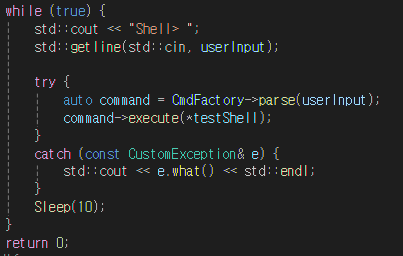 while (true) {
    std::cout << "Shell> ";
    std::getline(std::cin, userInput);

    try {
        auto command = CmdFactory->parse(userInput);
        command->execute(*testShell);
    }
    catch (const CustomException& e) {
        std::cout << e.what() << std::endl;
    }
    Sleep(10);
}
return 0;